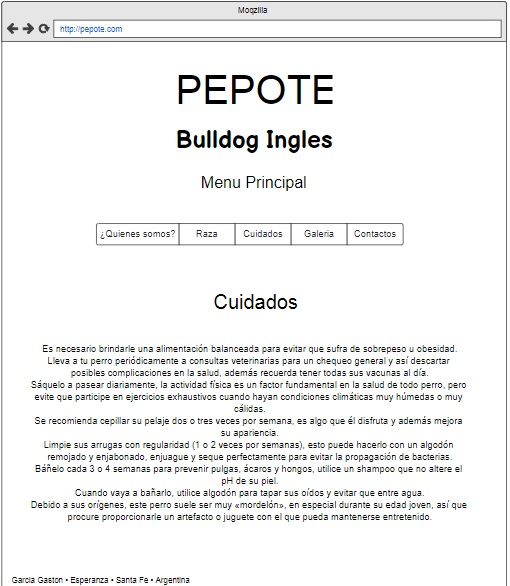 Moqzilla
http://pepote.com
PEPOTE
Bulldog Ingles
Menu Principal
¿Quienes somos? Raza Cuidados Galeria Contactos
Cuidados
Es necesario brindarle una alimentación balanceada para evitar que sufra de sobrepeso u obesidad.
Lleva a tu perro periódicamente a consultas veterinarias para un chequeo general y así descartar
posibles complicaciones en la salud, además recuerda tener todas sus vacunas al día.
Sáquelo a pasear diariamente, la actividad física es un factor fundamental en la salud de todo perro, pero
evite que participe en ejercicios exhaustivos cuando hayan condiciones climáticas muy húmedas o muy
cálidas.
Se recomienda cepillar su pelaje dos o tres veces por semana, es algo que él disfruta y además mejora
su apariencia.
Limpie sus arrugas con regularidad (1 o 2 veces por semanas), esto puede hacerlo con un algodón
remojado y enjabonado, enjuague y seque perfectamente para evitar la propagación de bacterias.
Báñelo cada 3 o 4 semanas para prevenir pulgas, ácaros y hongos, utilice un shampoo que no altere el
pH de su piel.
Cuando vaya a bañarlo, utilice algodón para tapar sus oídos y evitar que entre agua.
Debido a sus orígenes, este perro suele ser muy «mordelón», en especial durante su edad joven, así que
procure proporcionarle un artefacto o juguete con el que pueda mantenerse entretenido.
Garcia Gaston • Esperanza • Santa Fe • Argentina